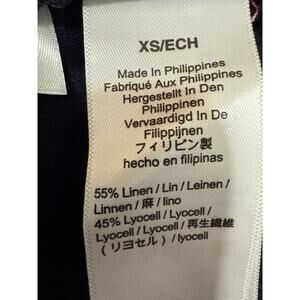 XS/ECH
Made In Philippines
Fabriqué Aux Philippines
Hergestellt In Den
Philippinen
Vervaardigd In De
Filippijnen
フィリピン製
hecho en filipinas
55% Linen / Lin / Leinen /
Linnen / 麻 / lino
45% Lyocell / Lyocell /
Lyocell / Lyocell / 再生繊維
(リヨセル) / lyocell